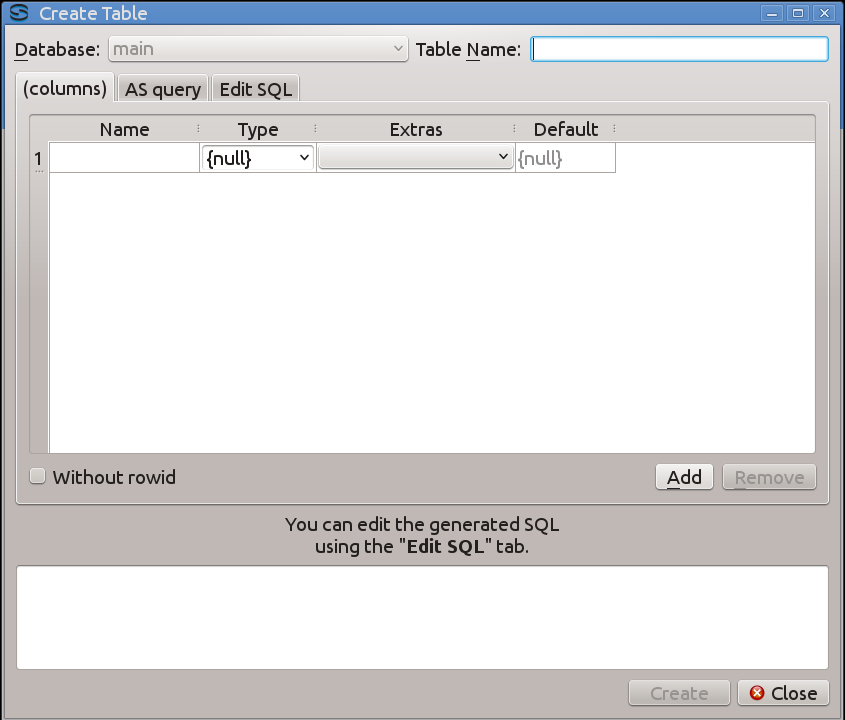 Create Table
Database: main Table Name:
(columns) AS query Edit SQL
Name Type Extras Default
1 {null} {null}
Without rowid Add Remove
You can edit the generated SQL
using the "Edit SQL" tab.
Create Close